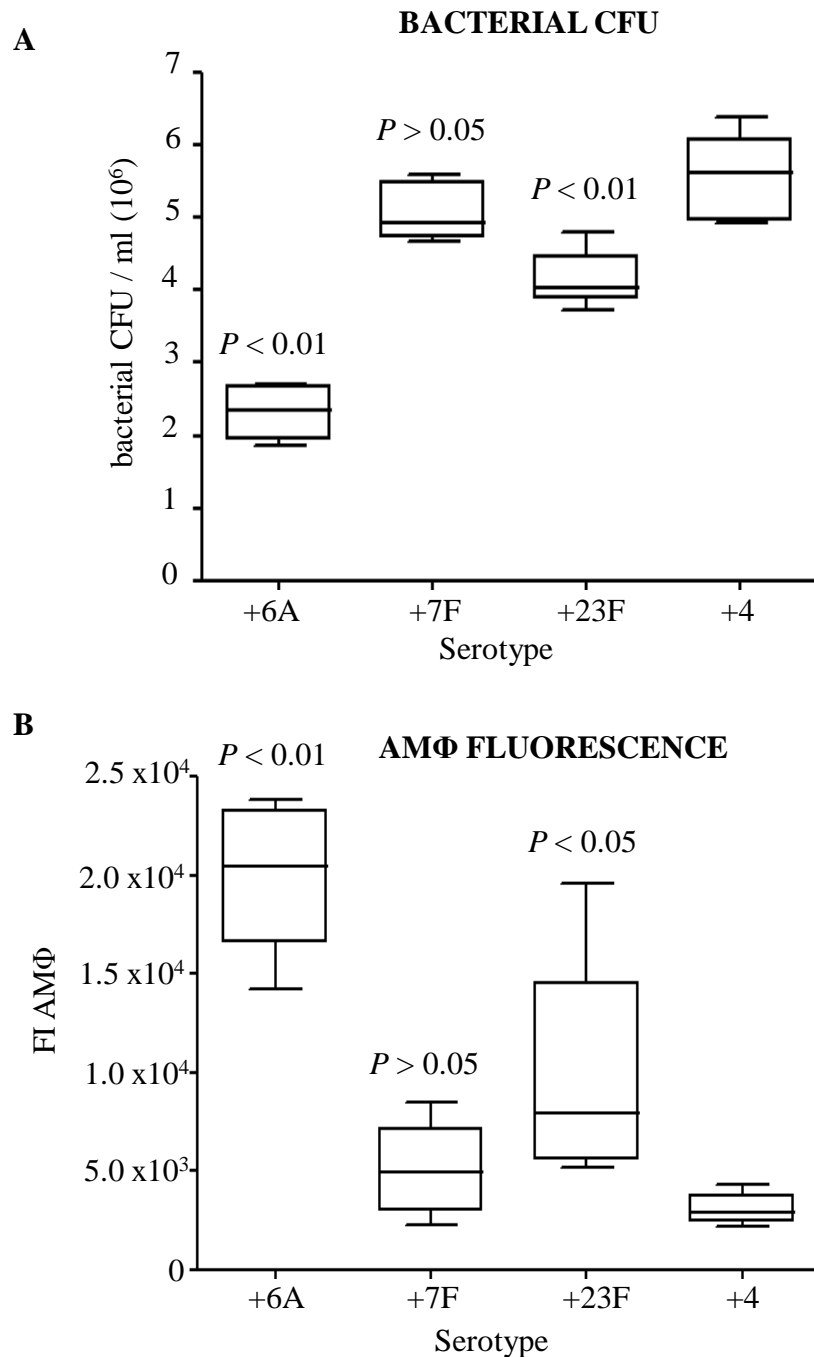 A
BACTERIAL CFU
bacterial CFU / ml (10⁶)
7
6
5
4
3
2
1
0
P < 0.01
P > 0.05
P < 0.01
+6A +7F +23F +4
Serotype
B
AMΦ FLUORESCENCE
FI AMΦ
2.5 x10⁴
2.0 x10⁴
1.5 x10⁴
1.0 x10⁴
5.0 x10³
0
P < 0.01
P > 0.05
P < 0.05
+6A +7F +23F +4
Serotype